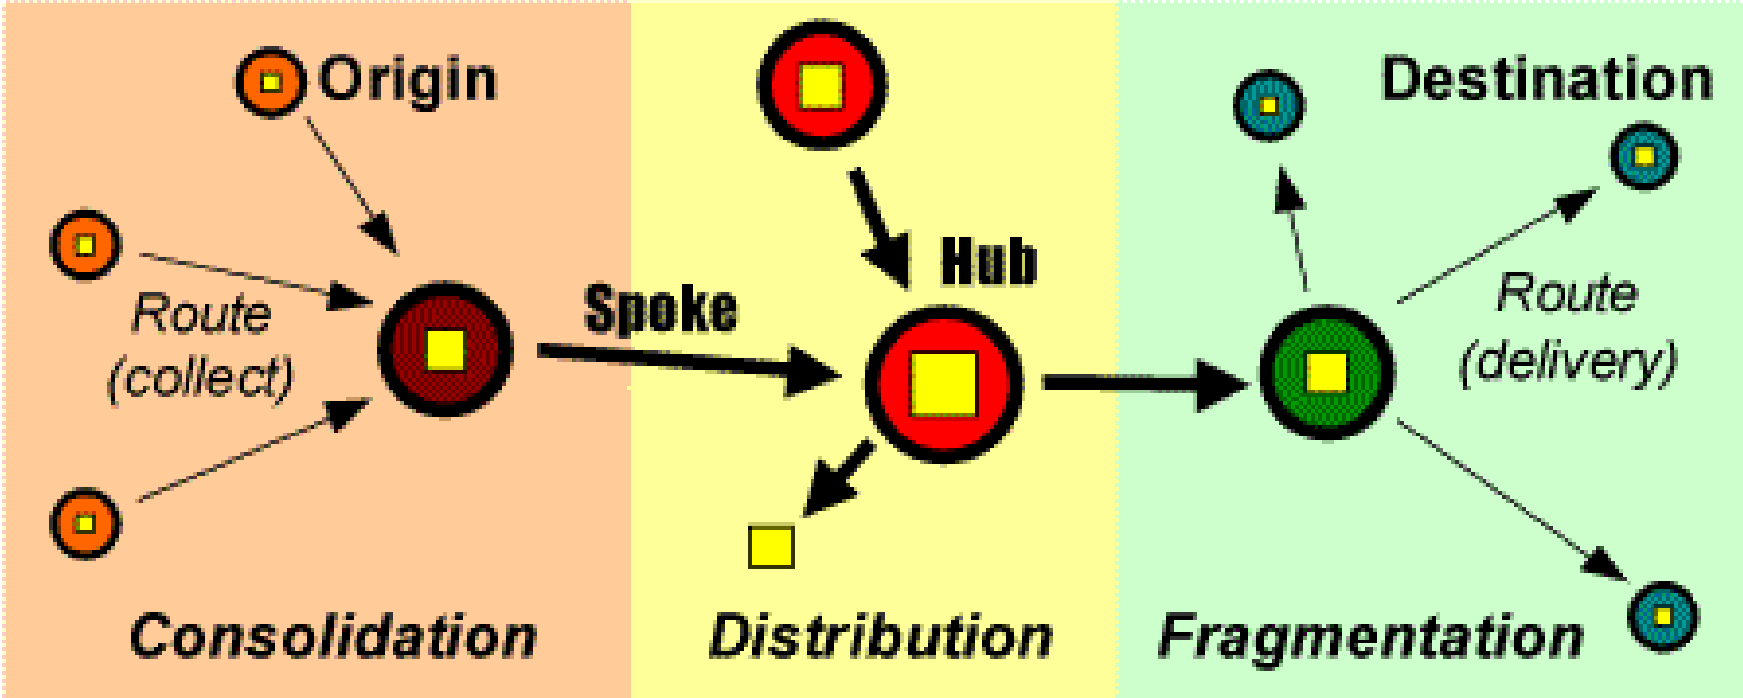 Origin
Route
(collect)
Consolidation
Spoke
Hub
Distribution
Destination
Route
(delivery)
Fragmentation